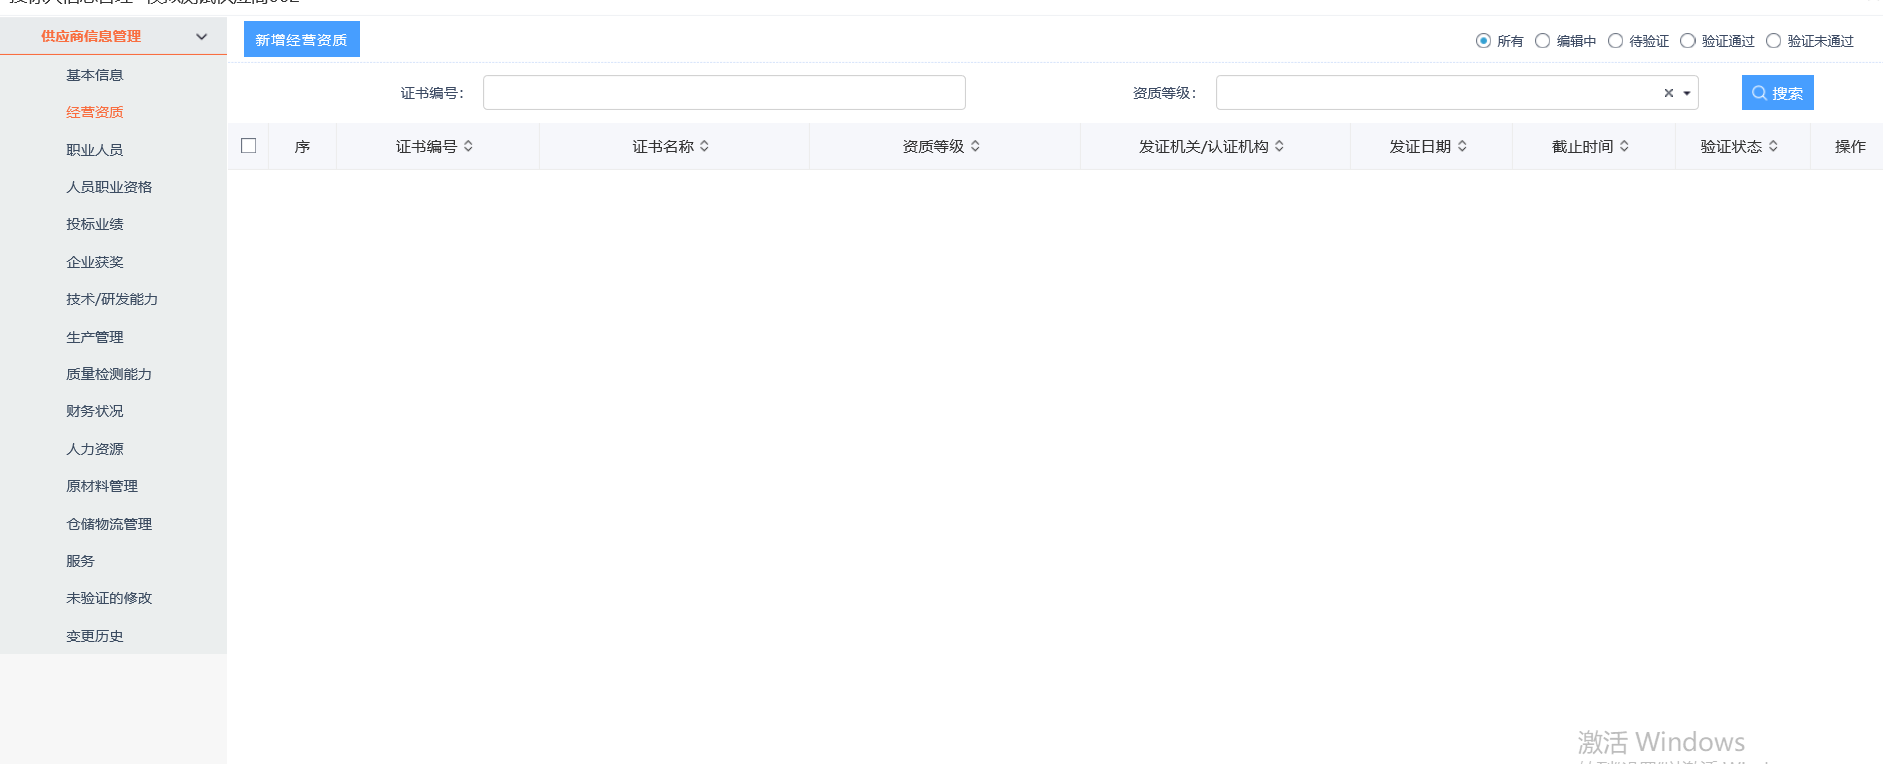 供应商信息管理
新增经营资质
所有 编辑中 待验证 验证通过 验证未通过
基本信息
经营资质
职业人员
人员职业资格
投标业绩
企业获奖
技术/研发能力
生产管理
质量检测能力
财务状况
人力资源
原材料管理
仓储物流管理
服务
未验证的修改
变更历史
证书编号：
资质等级：
搜索
序 证书编号 证书名称 资质等级 发证机关/认证机构 发证日期 截止时间 验证状态 操作
激活 Windows